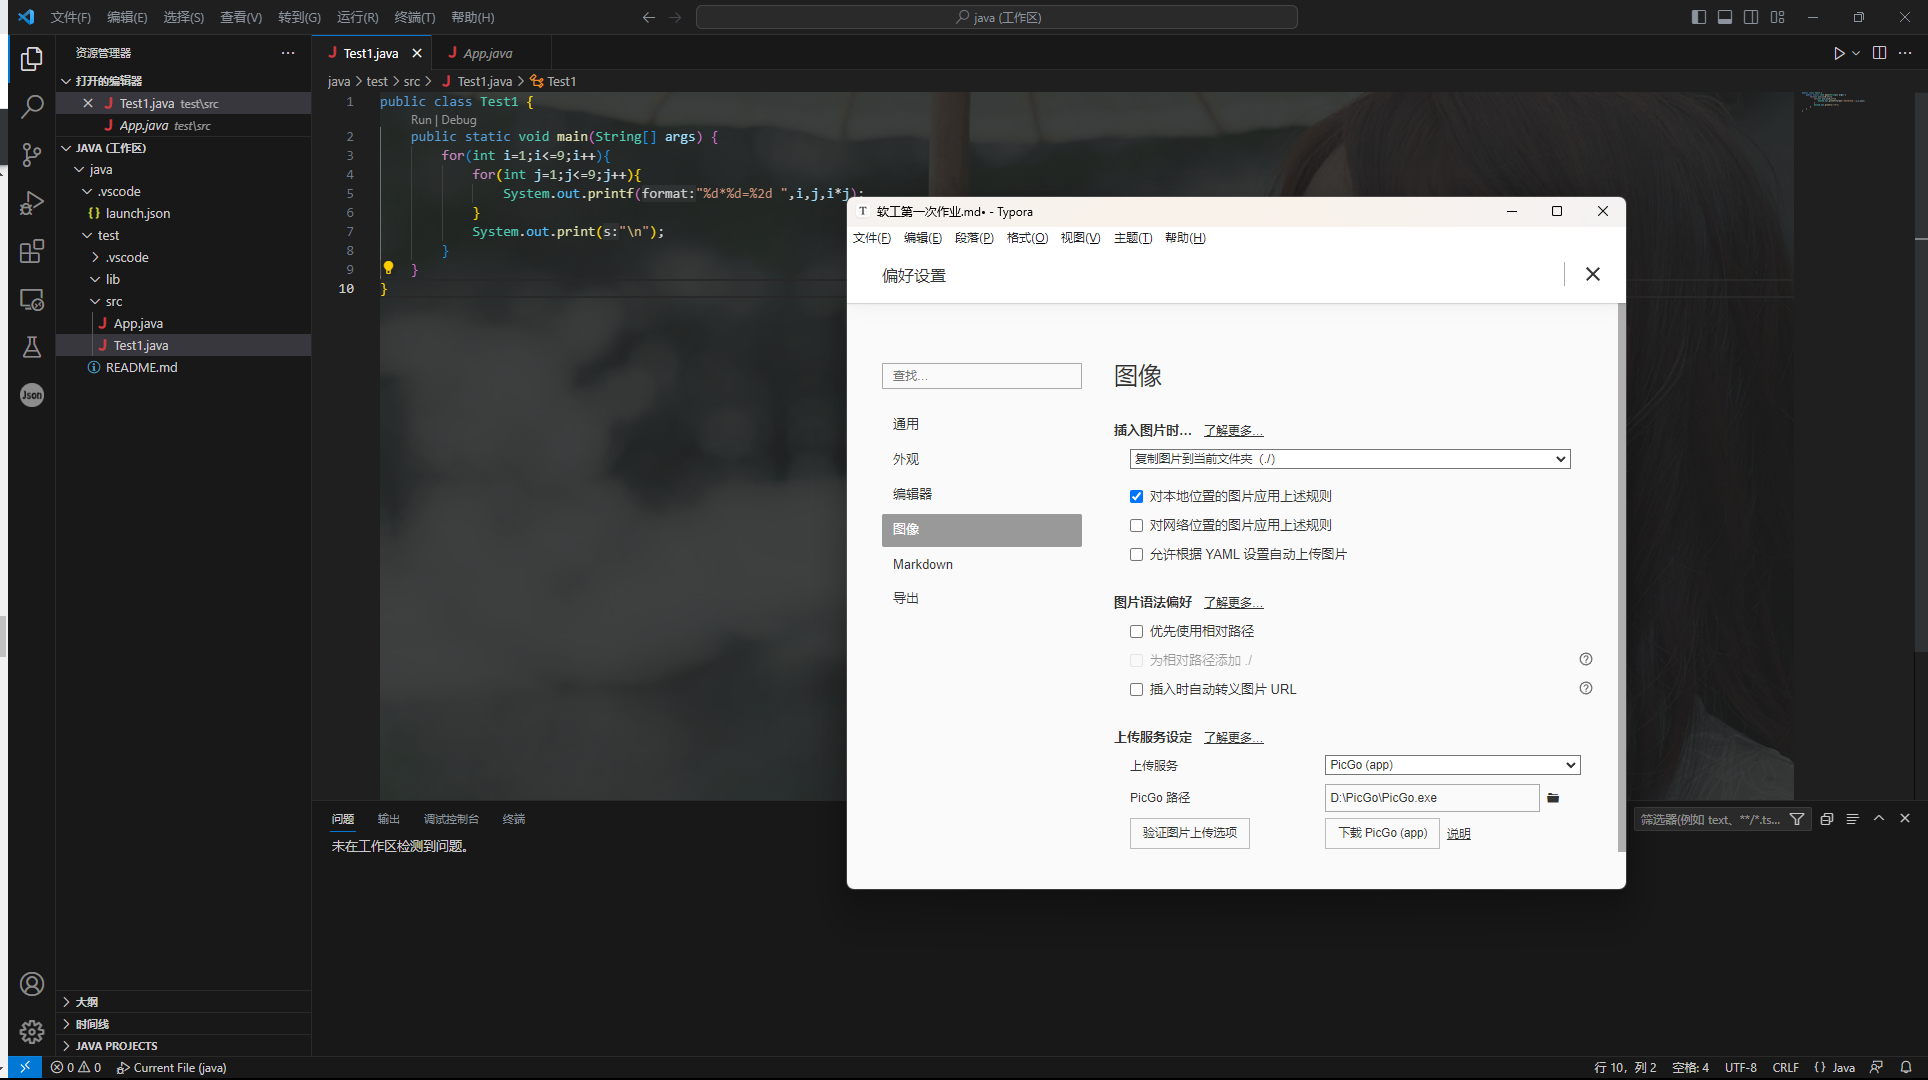 文件(F) 编辑(E) 选择(S) 查看(V) 转到(G) 运行(R) 终端(T) 帮助(H)
java (工作区)
资源管理器
打开的编辑器
Test1.java test\src
App.java test\src
JAVA (工作区)
java
.vscode
launch.json
test
.vscode
lib
src
App.java
Test1.java
README.md
大纲
时间线
JAVA PROJECTS
Json
Test1.java
App.java
java > test > src > Test1.java > Test1
1 public class Test1 {
Run | Debug
2 public static void main(String[] args) {
3 for(int i=1;i<=9;i++){
4 for(int j=1;j<=9;j++){
5 System.out.printf(format:"%d*%d=%2d ",i,j,i*j);
6 }
7 System.out.print(s:"\n");
8 }
9 }
10 }
问题 输出 调试控制台 终端
筛选器(例如 text、**/*.ts...
未在工作区检测到问题。
T 软工第一次作业.md• - Typora
文件(F) 编辑(E) 段落(P) 格式(O) 视图(V) 主题(T) 帮助(H)
偏好设置
查找...
通用
外观
编辑器
图像
Markdown
导出
图像
插入图片时... 了解更多...
复制图片到当前文件夹 (./)
对本地位置的图片应用上述规则
对网络位置的图片应用上述规则
允许根据 YAML 设置自动上传图片
图片语法偏好 了解更多...
优先使用相对路径
为相对路径添加 ./
插入时自动转义图片 URL
上传服务设定 了解更多...
上传服务 PicGo (app)
PicGo 路径 D:\PicGo\PicGo.exe
验证图片上传选项 下载 PicGo (app) 说明
0 0 Current File (java)
行 10，列 2 空格: 4 UTF-8 CRLF {} Java